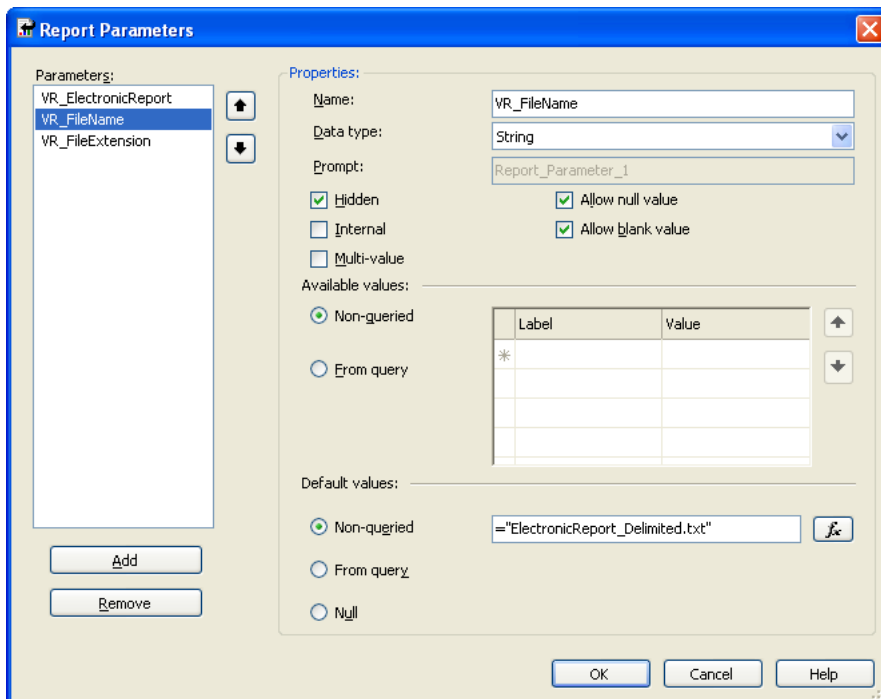 Report Parameters
Parameters:
VR_ElectronicReport
VR_FileName
VR_FileExtension
Add
Remove
Properties:
Name:
VR_FileName
Data type:
String
Prompt:
Report_Parameter_1
Hidden
Allow null value
Internal
Allow blank value
Multi-value
Available values:
Non-queried
From query
Label Value
Default values:
Non-queried
="ElectronicReport_Delimited.txt"
fx
From query
Null
OK Cancel Help